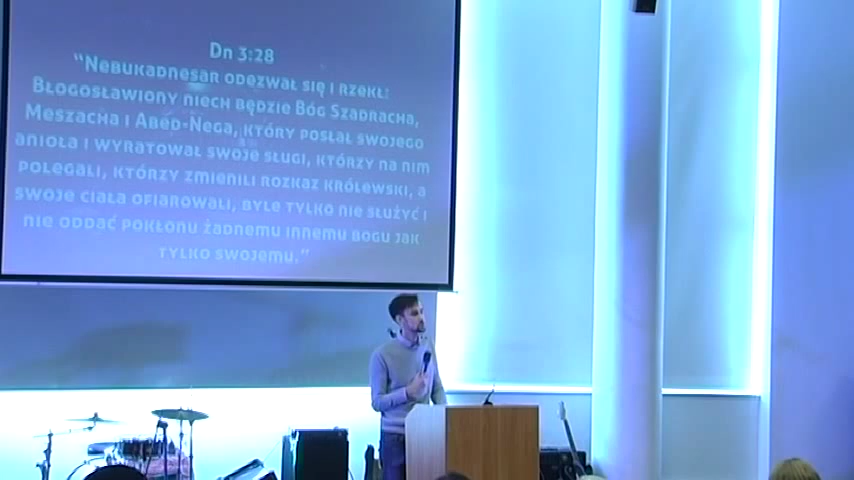 Dn 3:28
“Nebukadnesar odezwał się i rzekł:
Błogosławiony niech będzie Bóg Szadracha,
Meszacha i Abed-Nega, który posłał swojego
anioła i wyratował swoje sługi, którzy na nim
polegali, którzy zmienili rozkaz królewski, a
swoje ciała ofiarowali, byle tylko nie służyć i
nie oddać pokłonu żadnemu innemu bogu jak
tylko swojemu.”